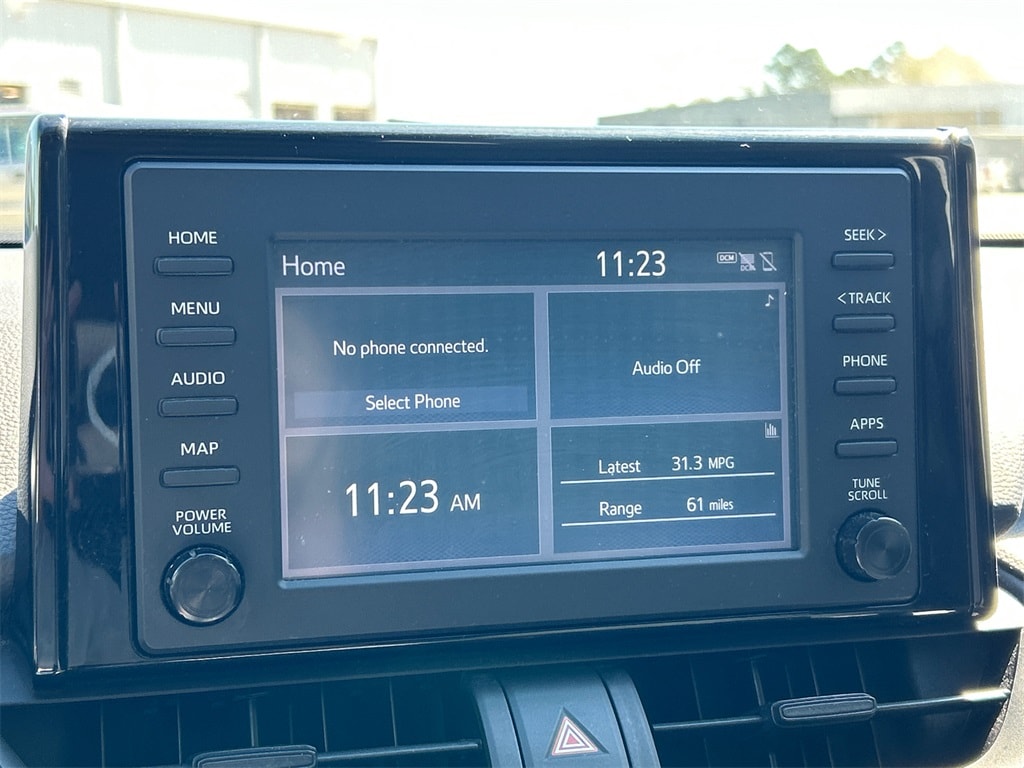 HOME
MENU
AUDIO
MAP
POWER
VOLUME
Home 11:23 DCM
DCM
No phone connected.
Select Phone
Audio Off
11:23 AM
Latest 31.3 MPG
Range 61 miles
SEEK >
< TRACK
PHONE
APPS
TUNE
SCROLL